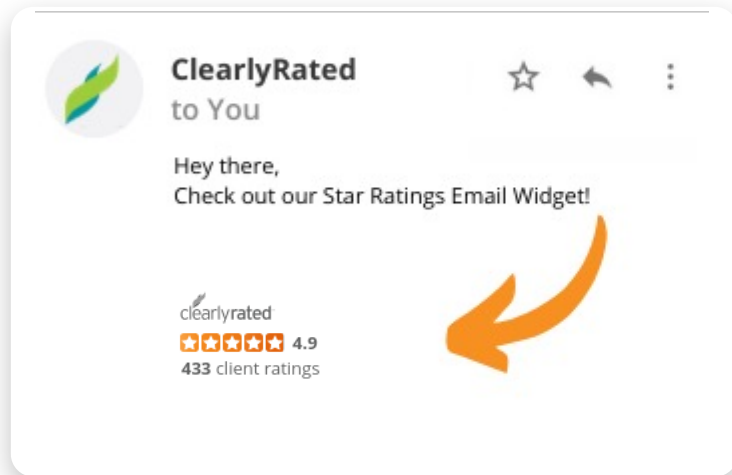 ClearlyRated
to You
Hey there,
Check out our Star Ratings Email Widget!
clearlyrated
4.9
433 client ratings